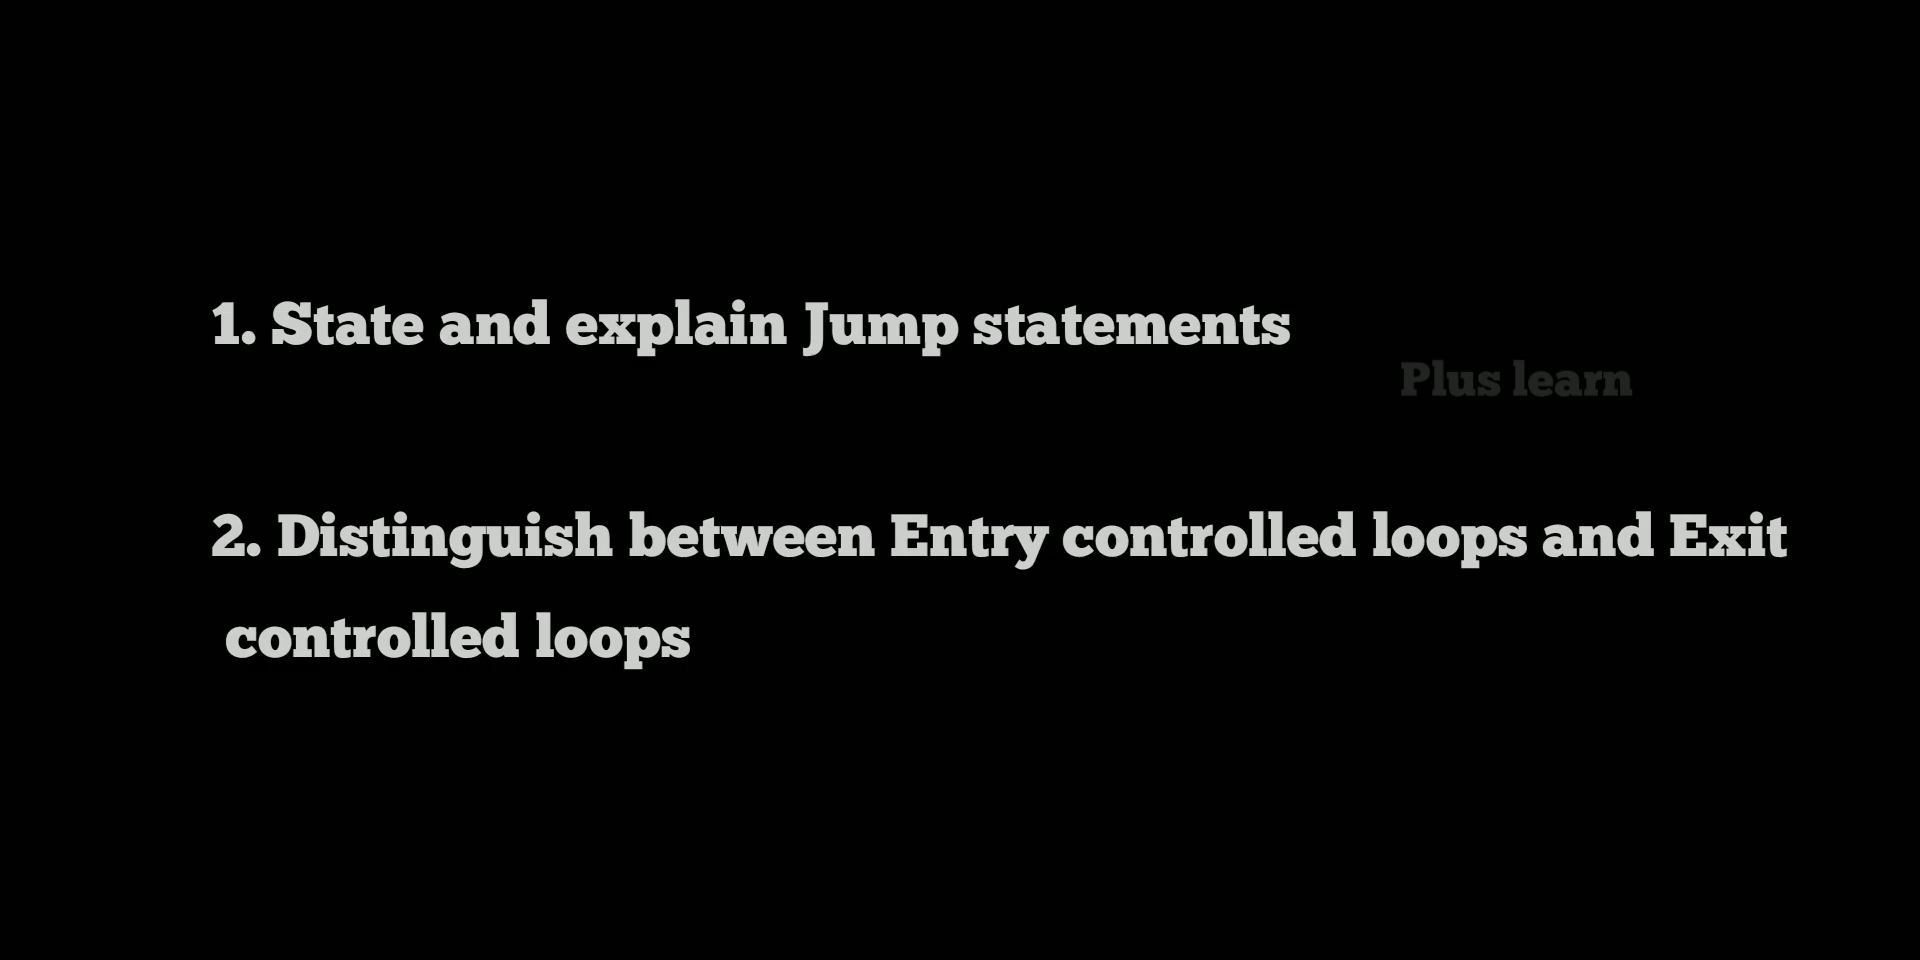 1. State and explain Jump statements
Plus learn
2. Distinguish between Entry controlled loops and Exit
controlled loops